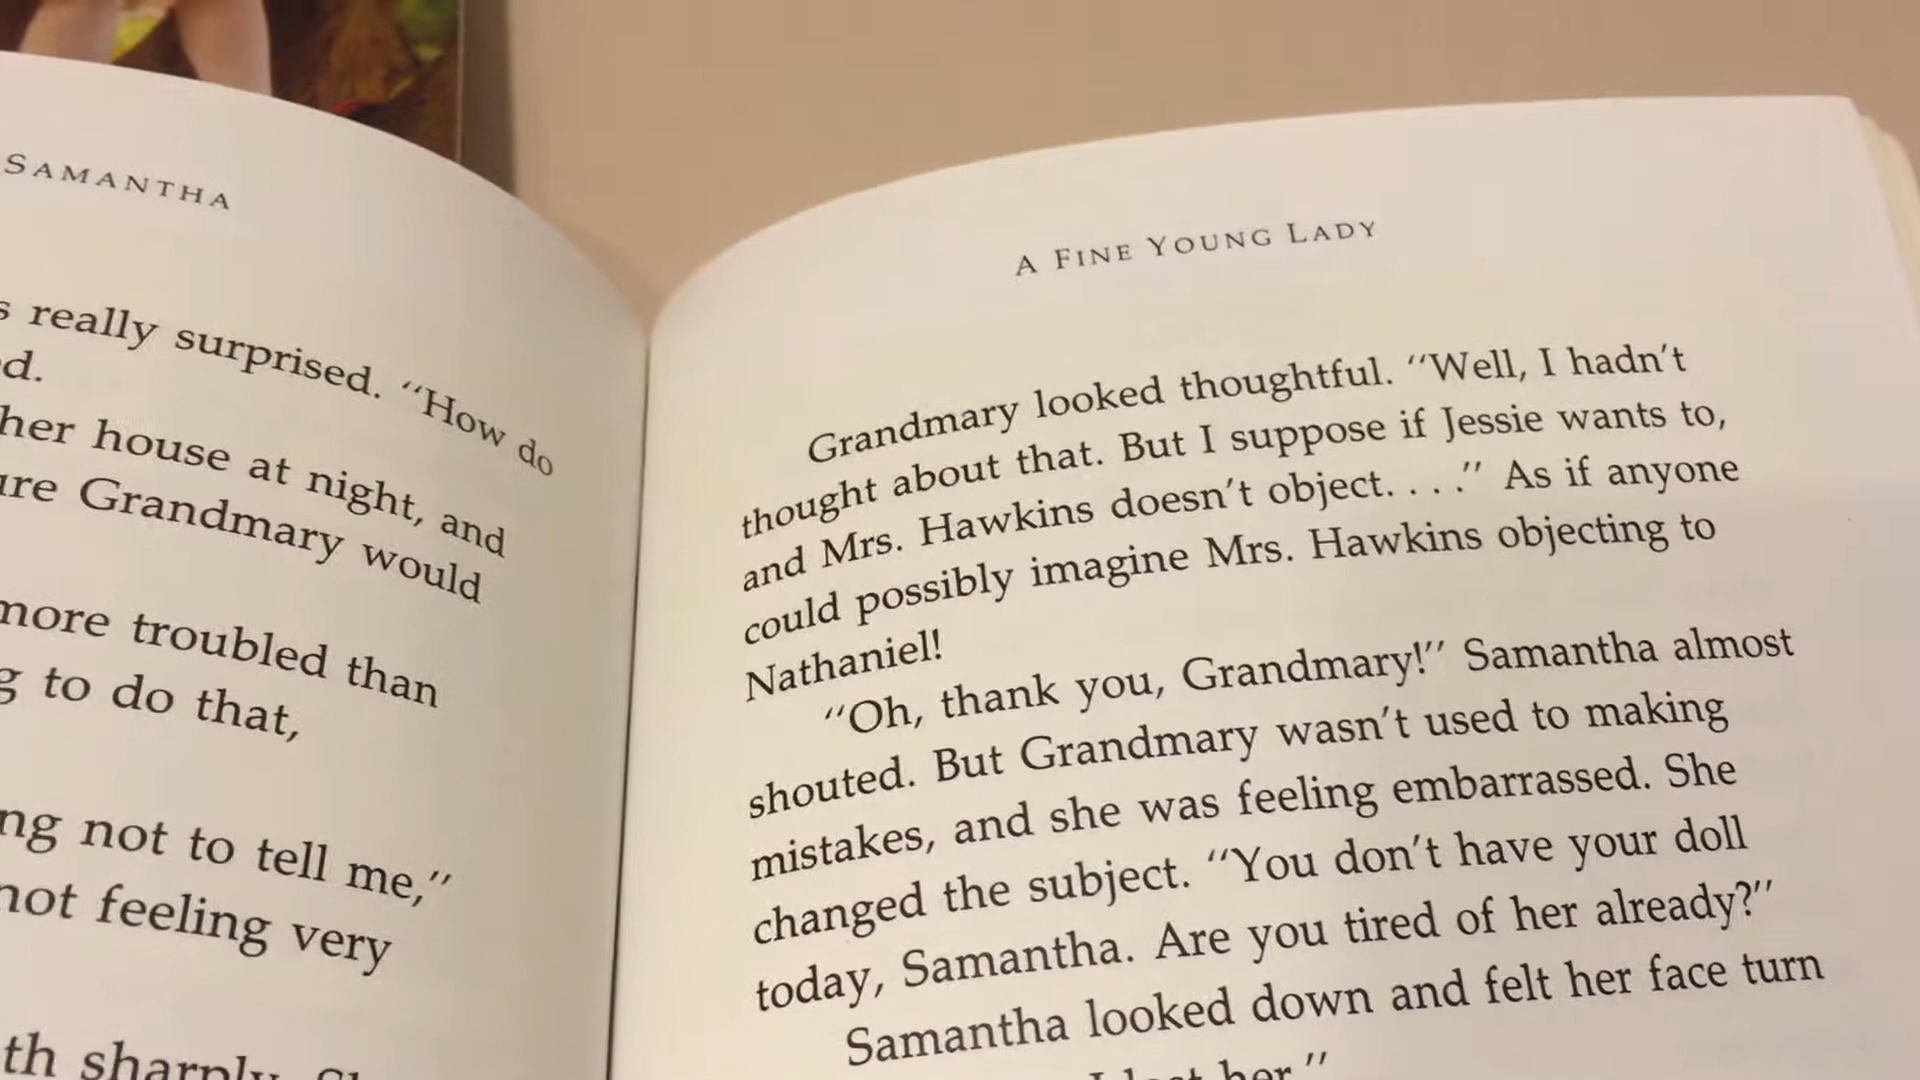 SAMANTHA
really surprised. “How do
d.
her house at night, and
Grandmary would
more troubled than
to do that,
not to tell me,”
not feeling very
sharply.
A FINE YOUNG LADY
Grandmary looked thoughtful. “Well, I hadn’t
thought about that. But I suppose if Jessie wants to,
and Mrs. Hawkins doesn’t object. . . .” As if anyone
could possibly imagine Mrs. Hawkins objecting to
Nathaniel!
“Oh, thank you, Grandmary!” Samantha almost
shouted. But Grandmary wasn’t used to making
mistakes, and she was feeling embarrassed. She
changed the subject. “You don’t have your doll
today, Samantha. Are you tired of her already?”
Samantha looked down and felt her face turn
I lost her.”